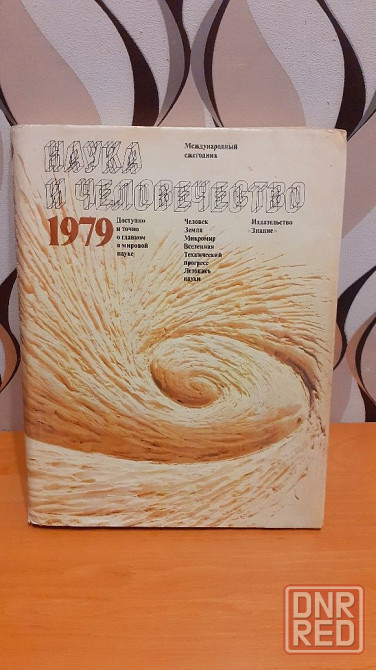 НАУКА
И ЧЕЛОВЕЧЕСТВО
1979
Доступно
и точно
о главном
в мировой
науке
Международный
ежегодник
Человек
Земля
Микромир
Вселенная
Технический
прогресс
Летопись
науки
Издательство
«Знание»
DNR
RED